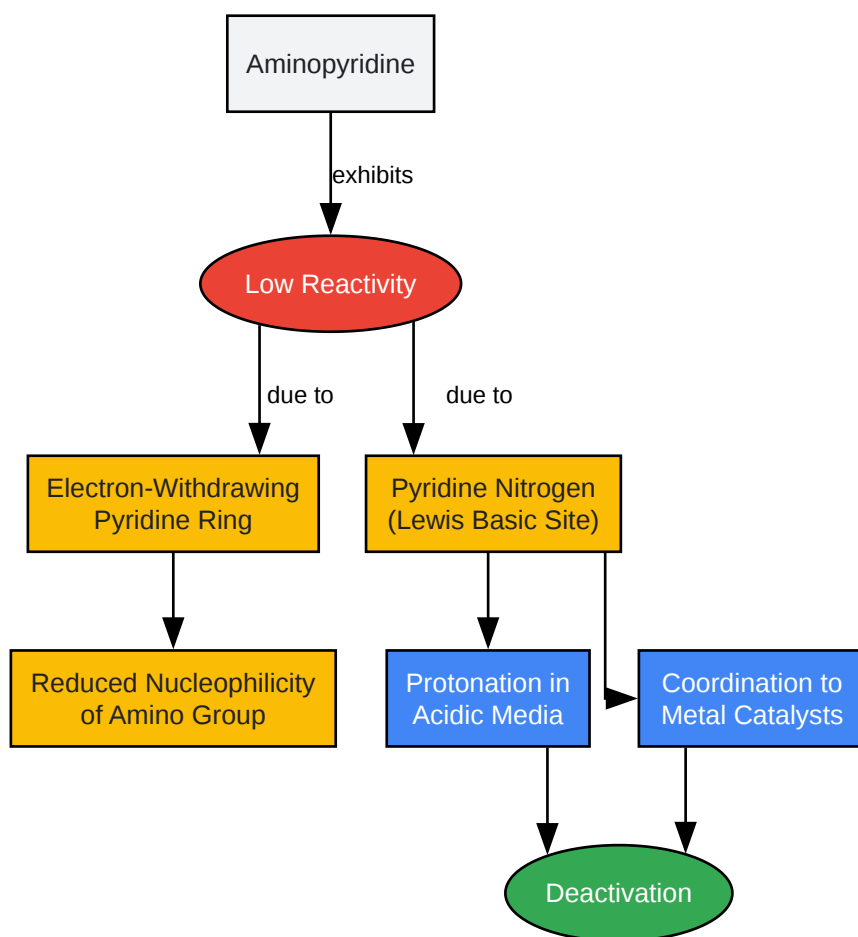 Aminopyridine
exhibits
Low Reactivity
due to
due to
Electron-Withdrawing
Pyridine Ring
Pyridine Nitrogen
(Lewis Basic Site)
Reduced Nucleophilicity
of Amino Group
Protonation in
Acidic Media
Coordination to
Metal Catalysts
Deactivation